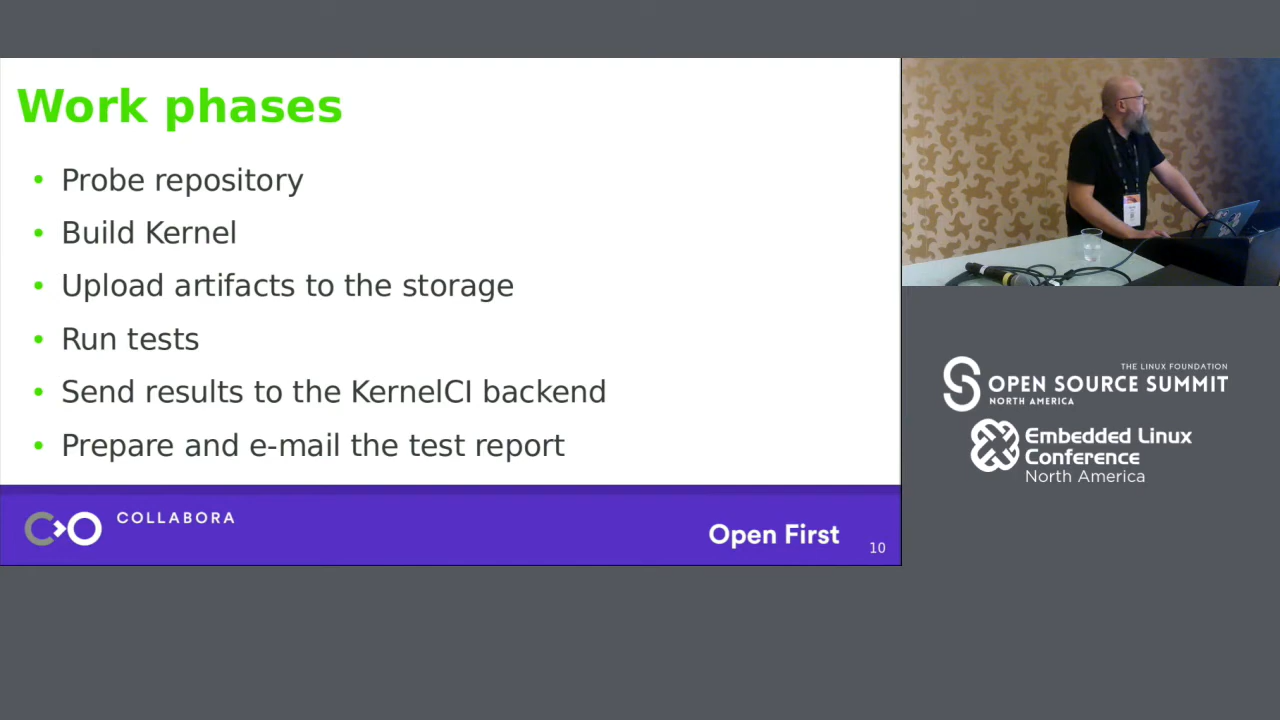 Work phases
• Probe repository
• Build Kernel
• Upload artifacts to the storage
• Run tests
• Send results to the KernelCI backend
• Prepare and e-mail the test report
COLLABORA
Open First
10
THE LINUX FOUNDATION
OPEN SOURCE SUMMIT
NORTH AMERICA
Embedded Linux
Conference
North America